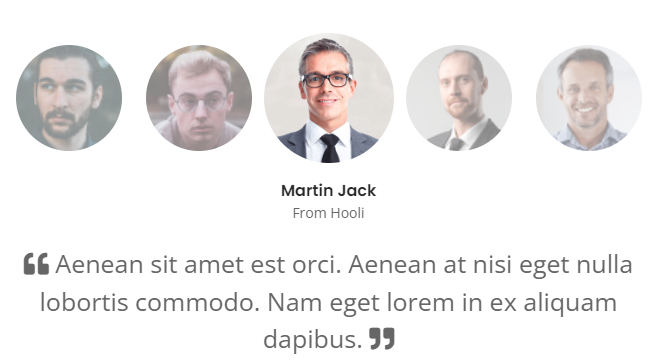 Martin Jack
From Hooli
❝ Aenean sit amet est orci. Aenean at nisi eget nulla
lobortis commodo. Nam eget lorem in ex aliquam
dapibus. ❞